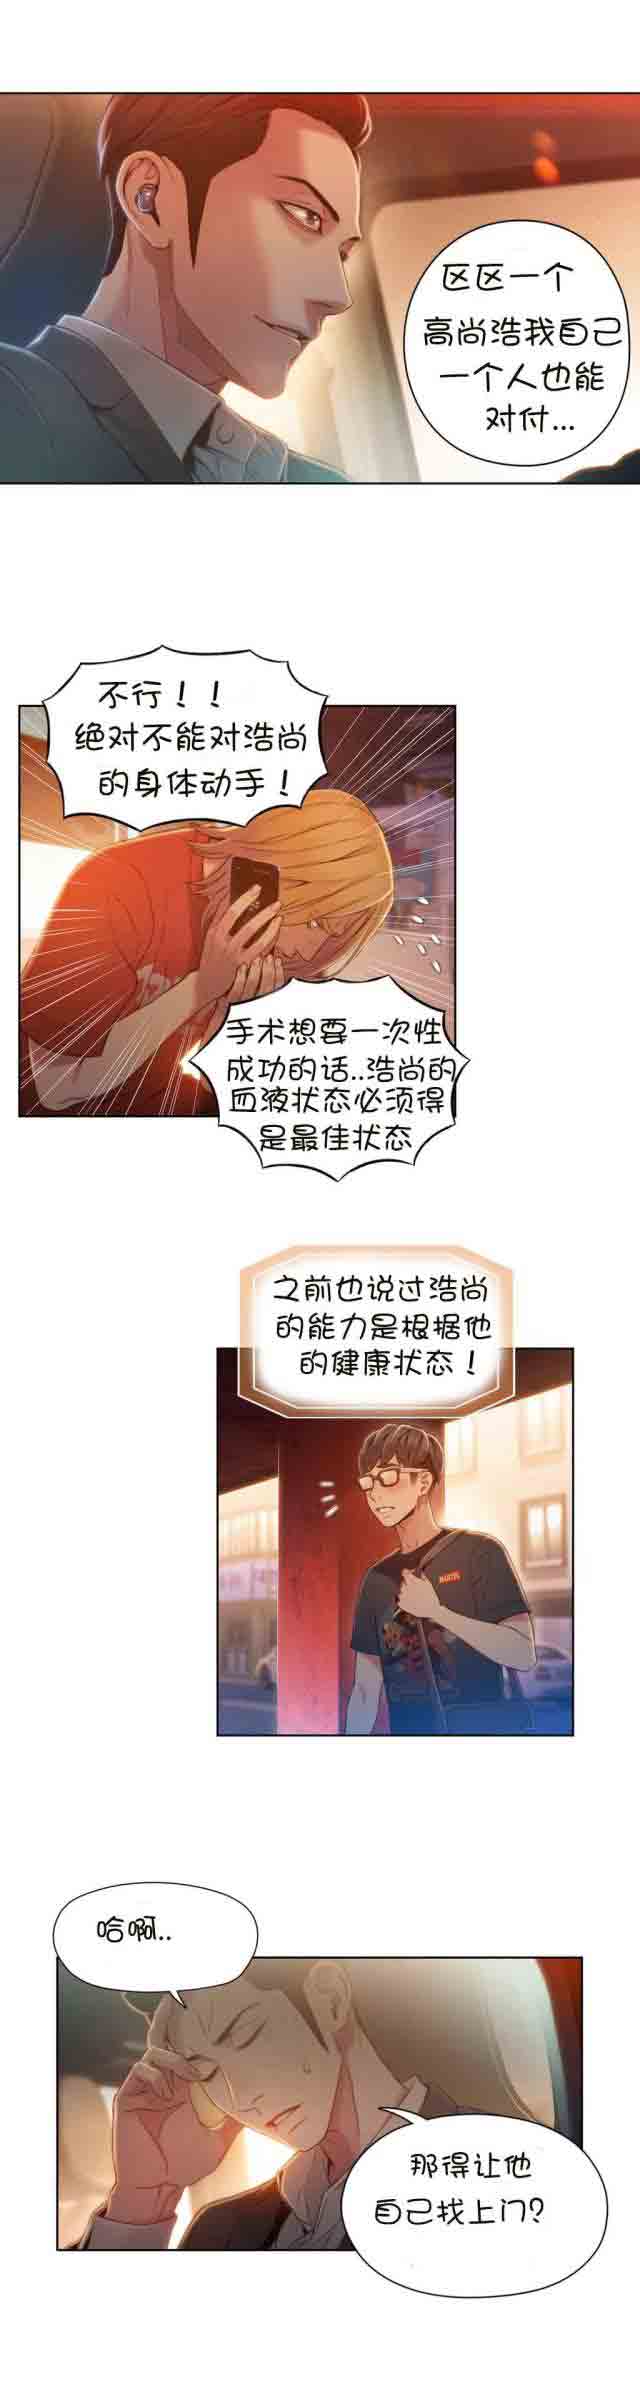 区区一个
高尚浩我自己
一个人也能
对付...
不行！！
绝对不能对浩尚
的身体动手！
手术想要一次性
成功的话..浩尚的
血液状态必须得
是最佳状态
之前也说过浩尚
的能力是根据他
的健康状态！
哈啊..
那得让他
自己找上门？